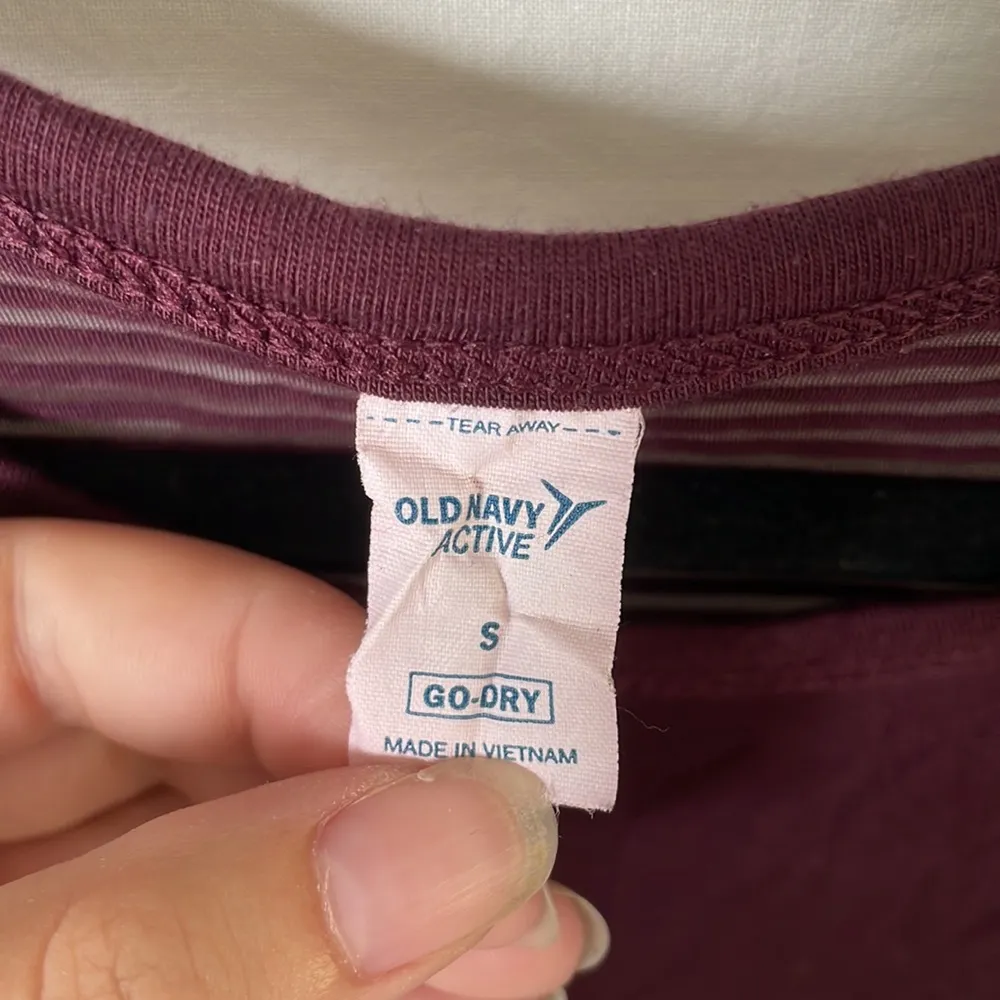 TEAR AWAY
OLD NAVY
ACTIVE
S
GO-DRY
MADE IN VIETNAM